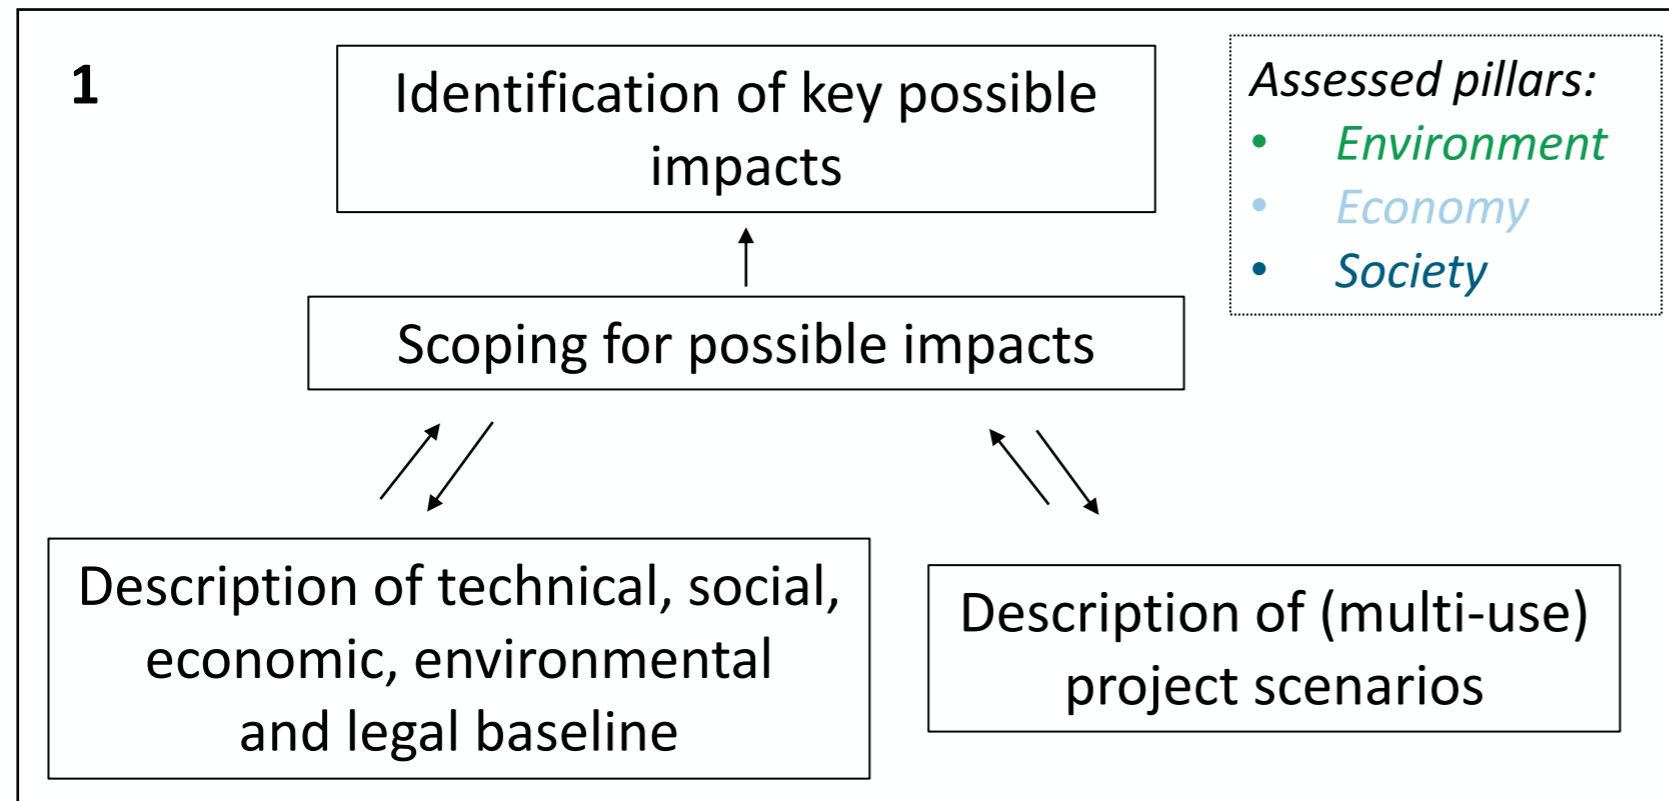 1
Identification of key possible
impacts
Assessed pillars:
• Environment
• Economy
• Society
Scoping for possible impacts
Description of technical, social,
economic, environmental
and legal baseline
Description of (multi-use)
project scenarios